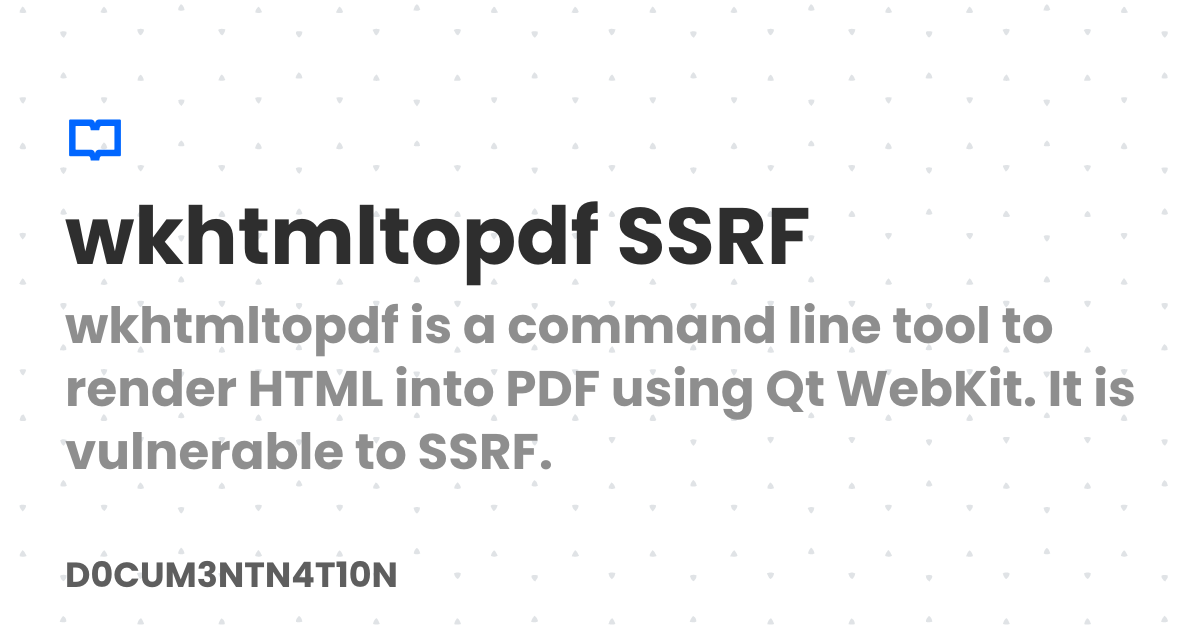 wkhtmltopdf SSRF
wkhtmltopdf is a command line tool to
render HTML into PDF using Qt WebKit. It is
vulnerable to SSRF.
D0CUM3NTN4T10N